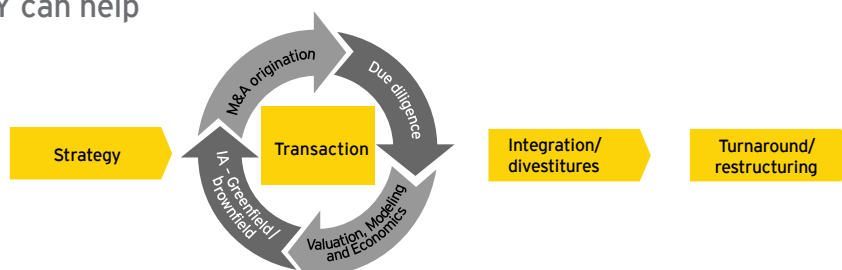 Y can help
M&A origination
Due diligence
Strategy
Transaction
Integration/
divestitures
Turnaround/
restructuring
IA – Greenfield/
brownfield
Valuation, Modeling
and Economics